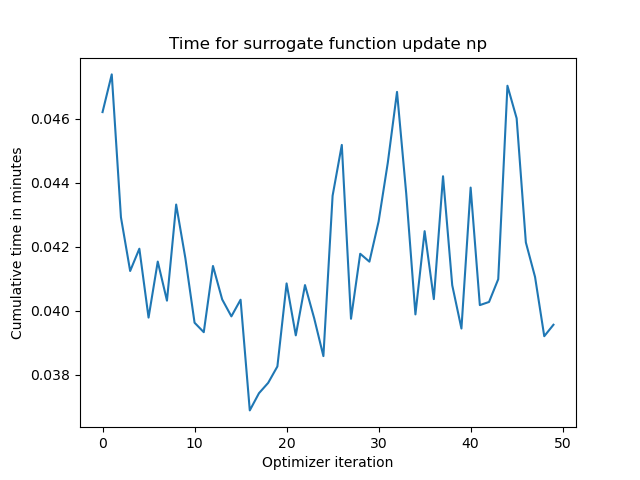 Time for surrogate function update np
Cumulative time in minutes
0.046
0.044
0.042
0.040
0.038
0 10 20 30 40 50
Optimizer iteration